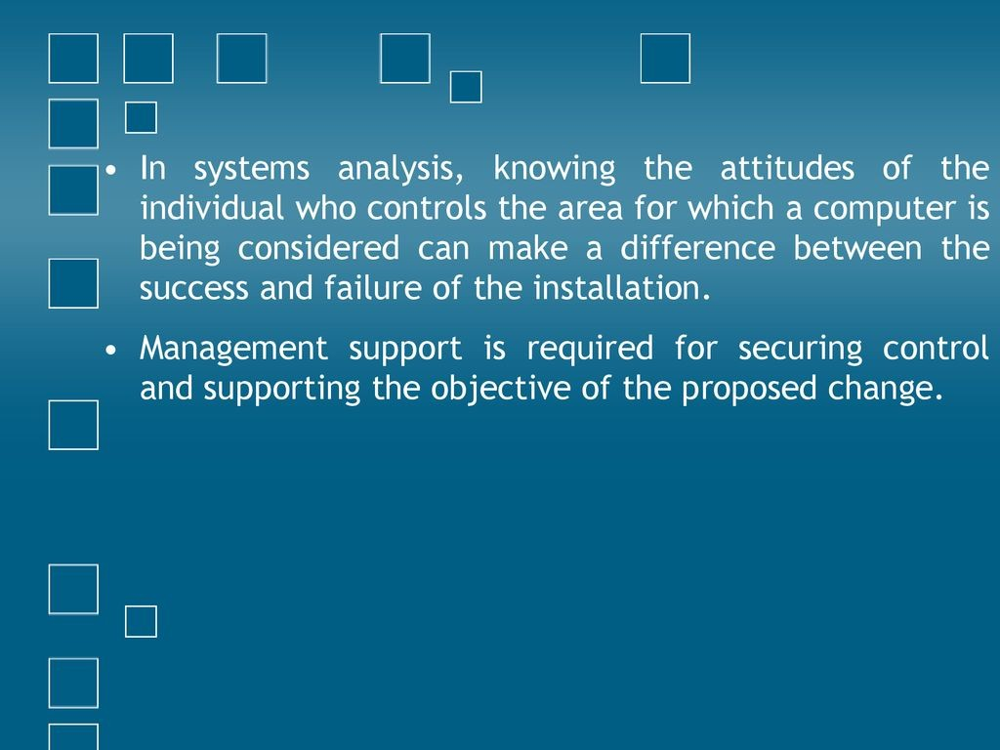 • In systems analysis, knowing the attitudes of the
individual who controls the area for which a computer is
being considered can make a difference between the
success and failure of the installation.
• Management support is required for securing control
and supporting the objective of the proposed change.